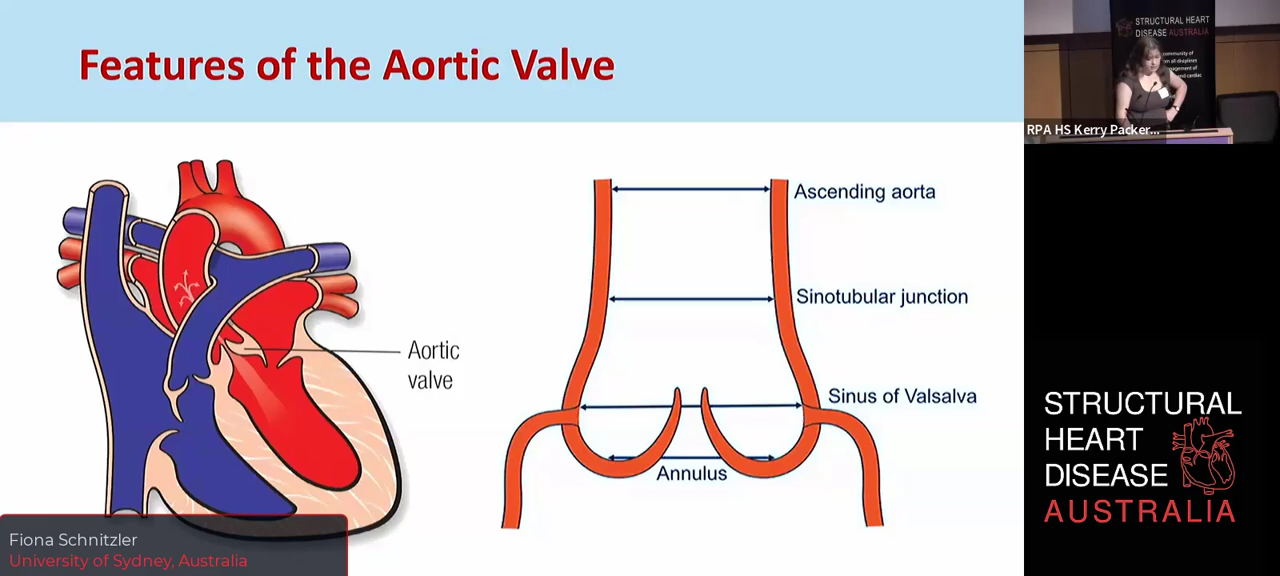 Features of the Aortic Valve
Aortic
valve
Ascending aorta
Sinotubular junction
Sinus of Valsalva
Annulus
Fiona Schnitzler
University of Sydney, Australia
STRUCTURAL HEART
DISEASE AUSTRALIA
RPA HS Kerry Packer...
STRUCTURAL
HEART
DISEASE
AUSTRALIA